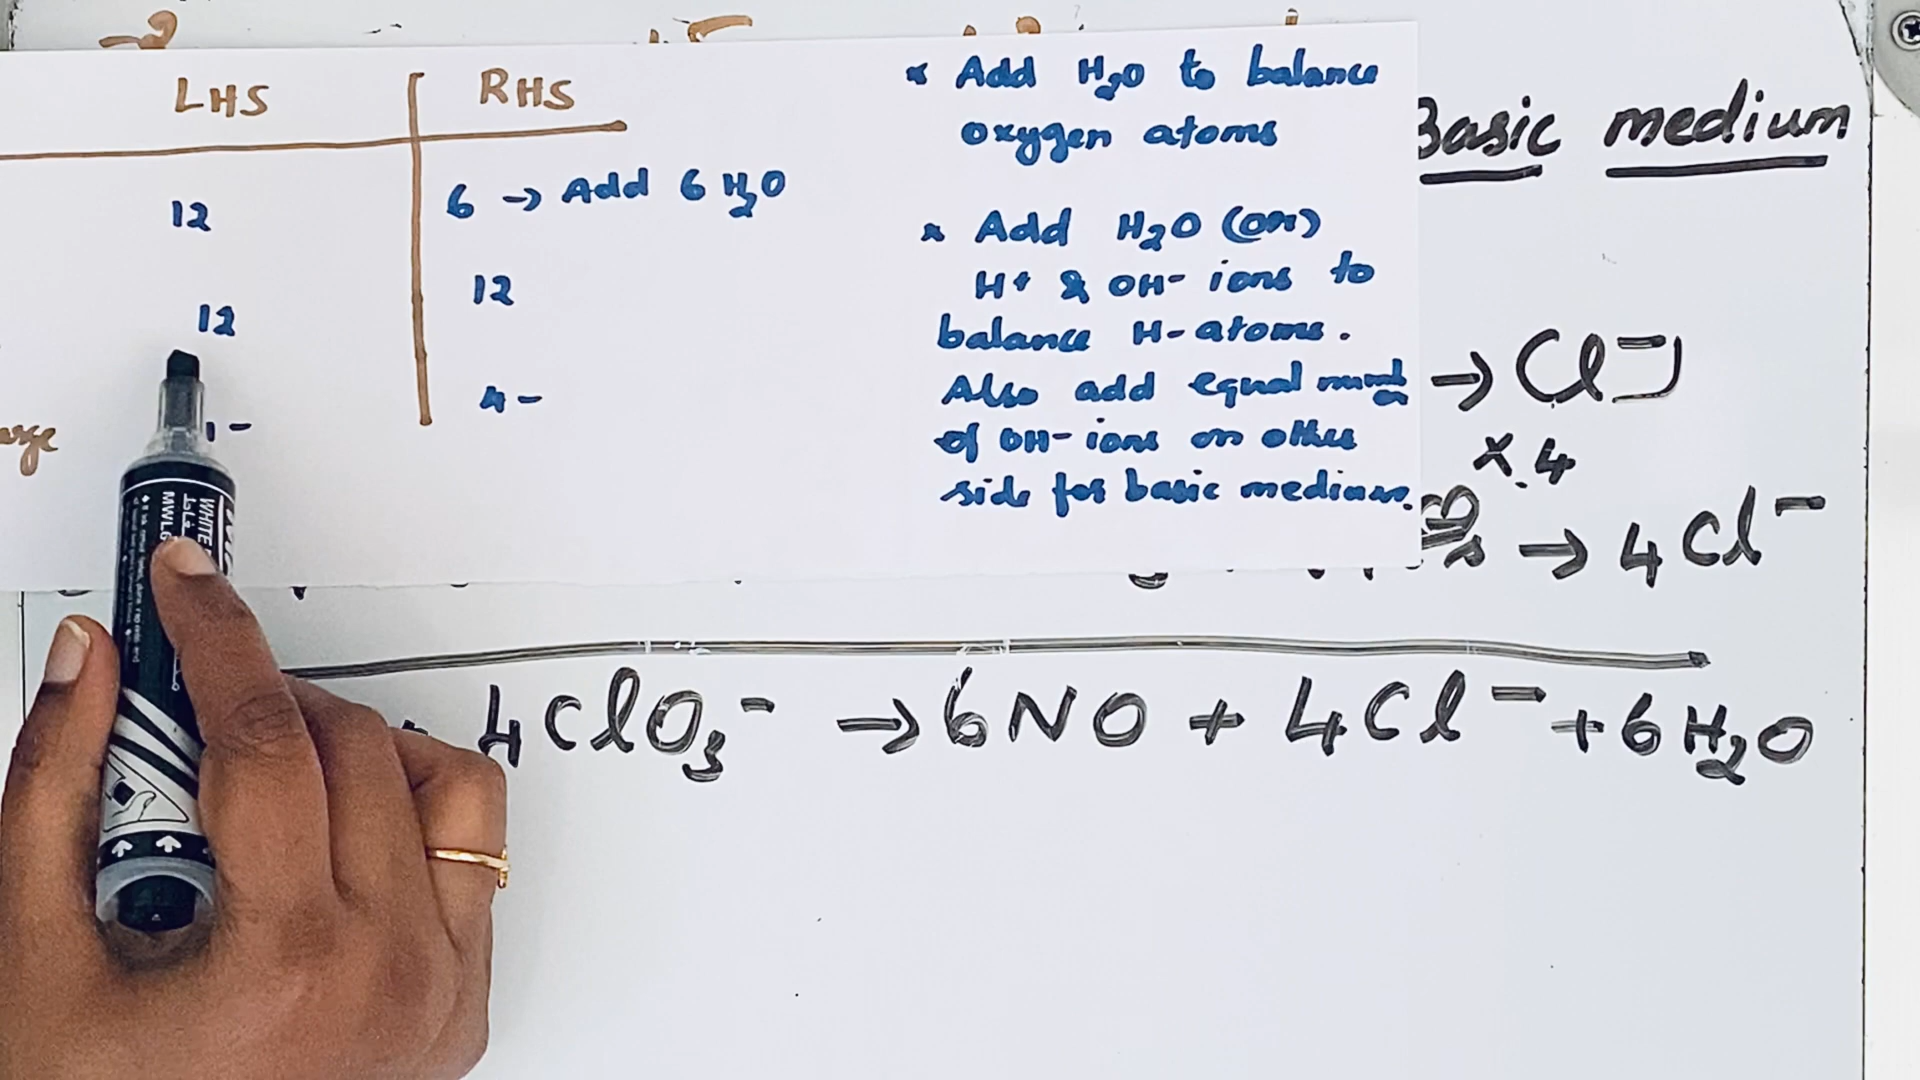 LHS RHS
12 6 → Add 6 H₂O
12 12
- 4 -
x Add H₂O to balance
oxygen atoms
x Add H₂O (or)
H+ & OH- ions to
balance H-atoms.
Also add equal
of OH- ions on other
side for basic medium.
Basic medium
→ Cl⁻]
x 4
→ 4Cl⁻
4ClO₃⁻ → 6NO + 4Cl⁻ + 6H₂O
WHITE